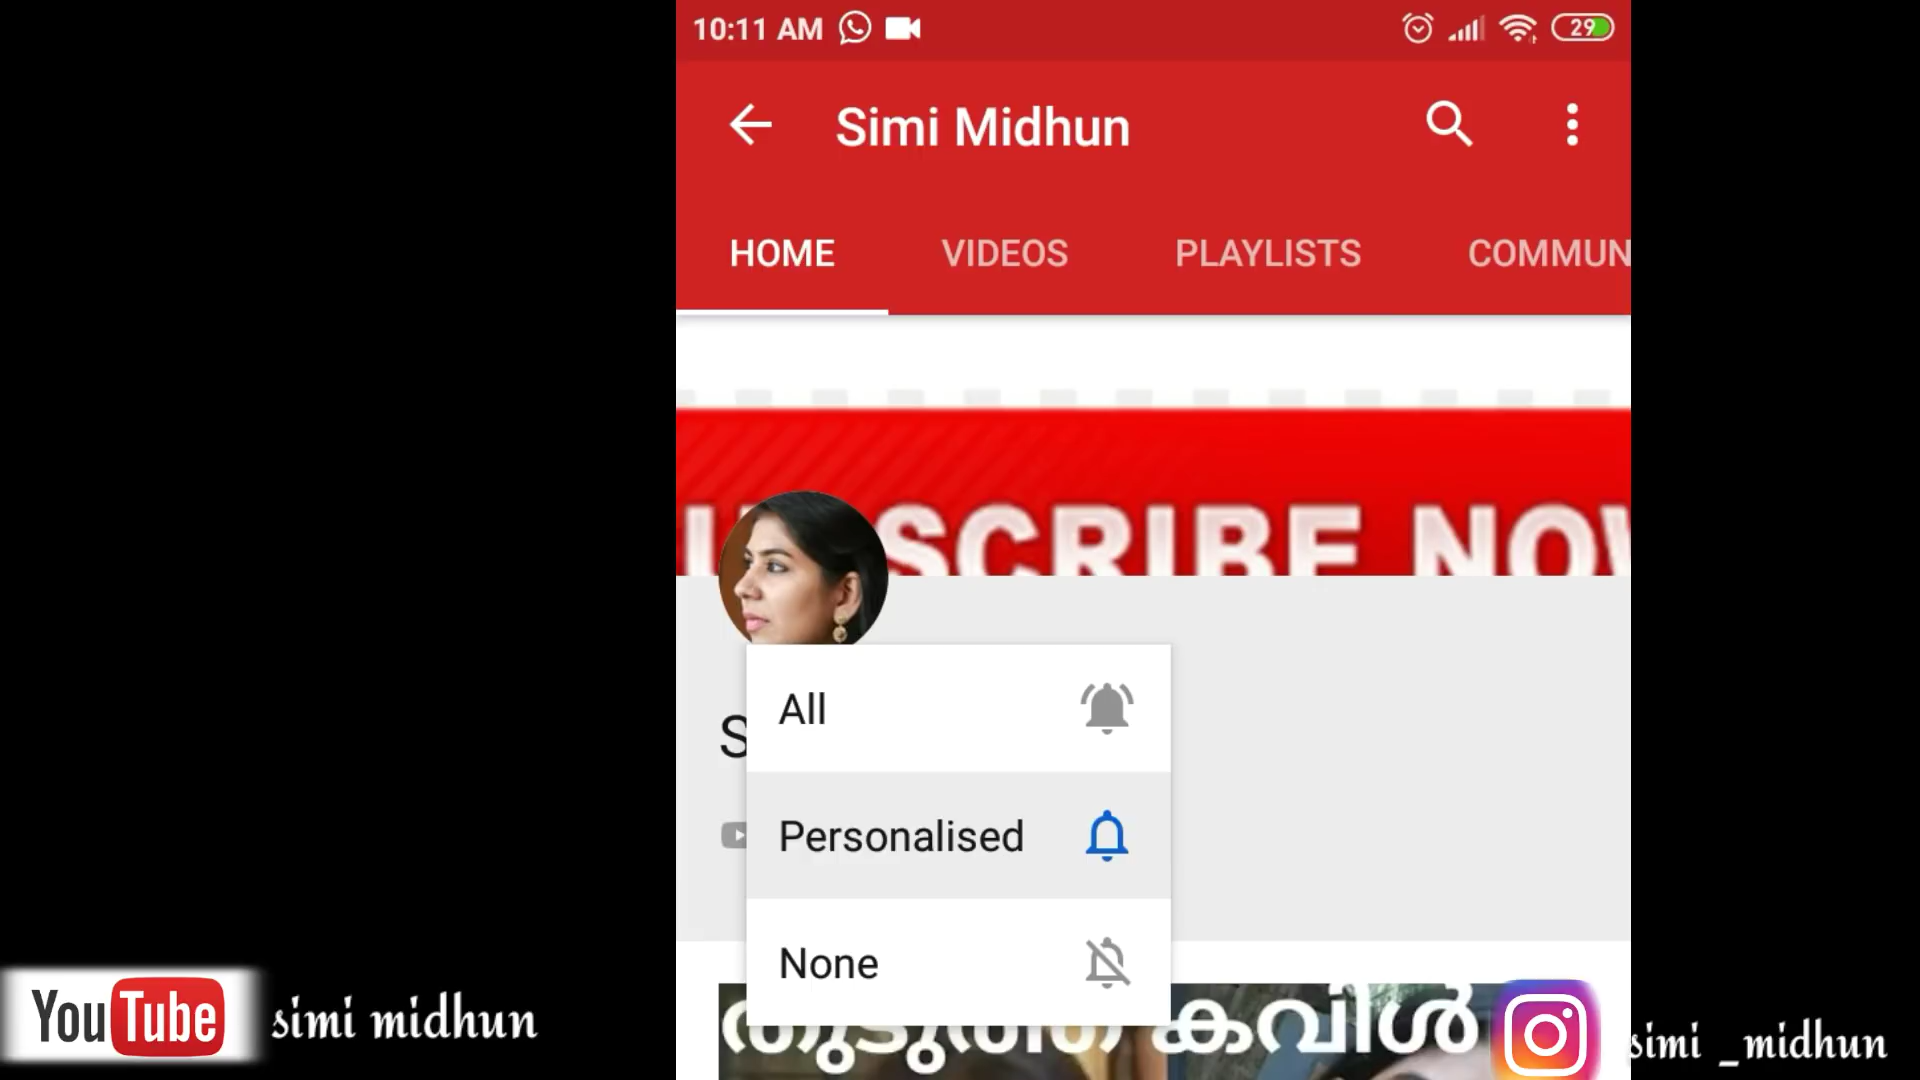 10:11 AM
29
Simi Midhun
HOME VIDEOS PLAYLISTS COMMUN
SCRIBE NOW
All
S
Personalised
None
തുടുത്ത കവിൾ
YouTube simi midhun
simi _midhun